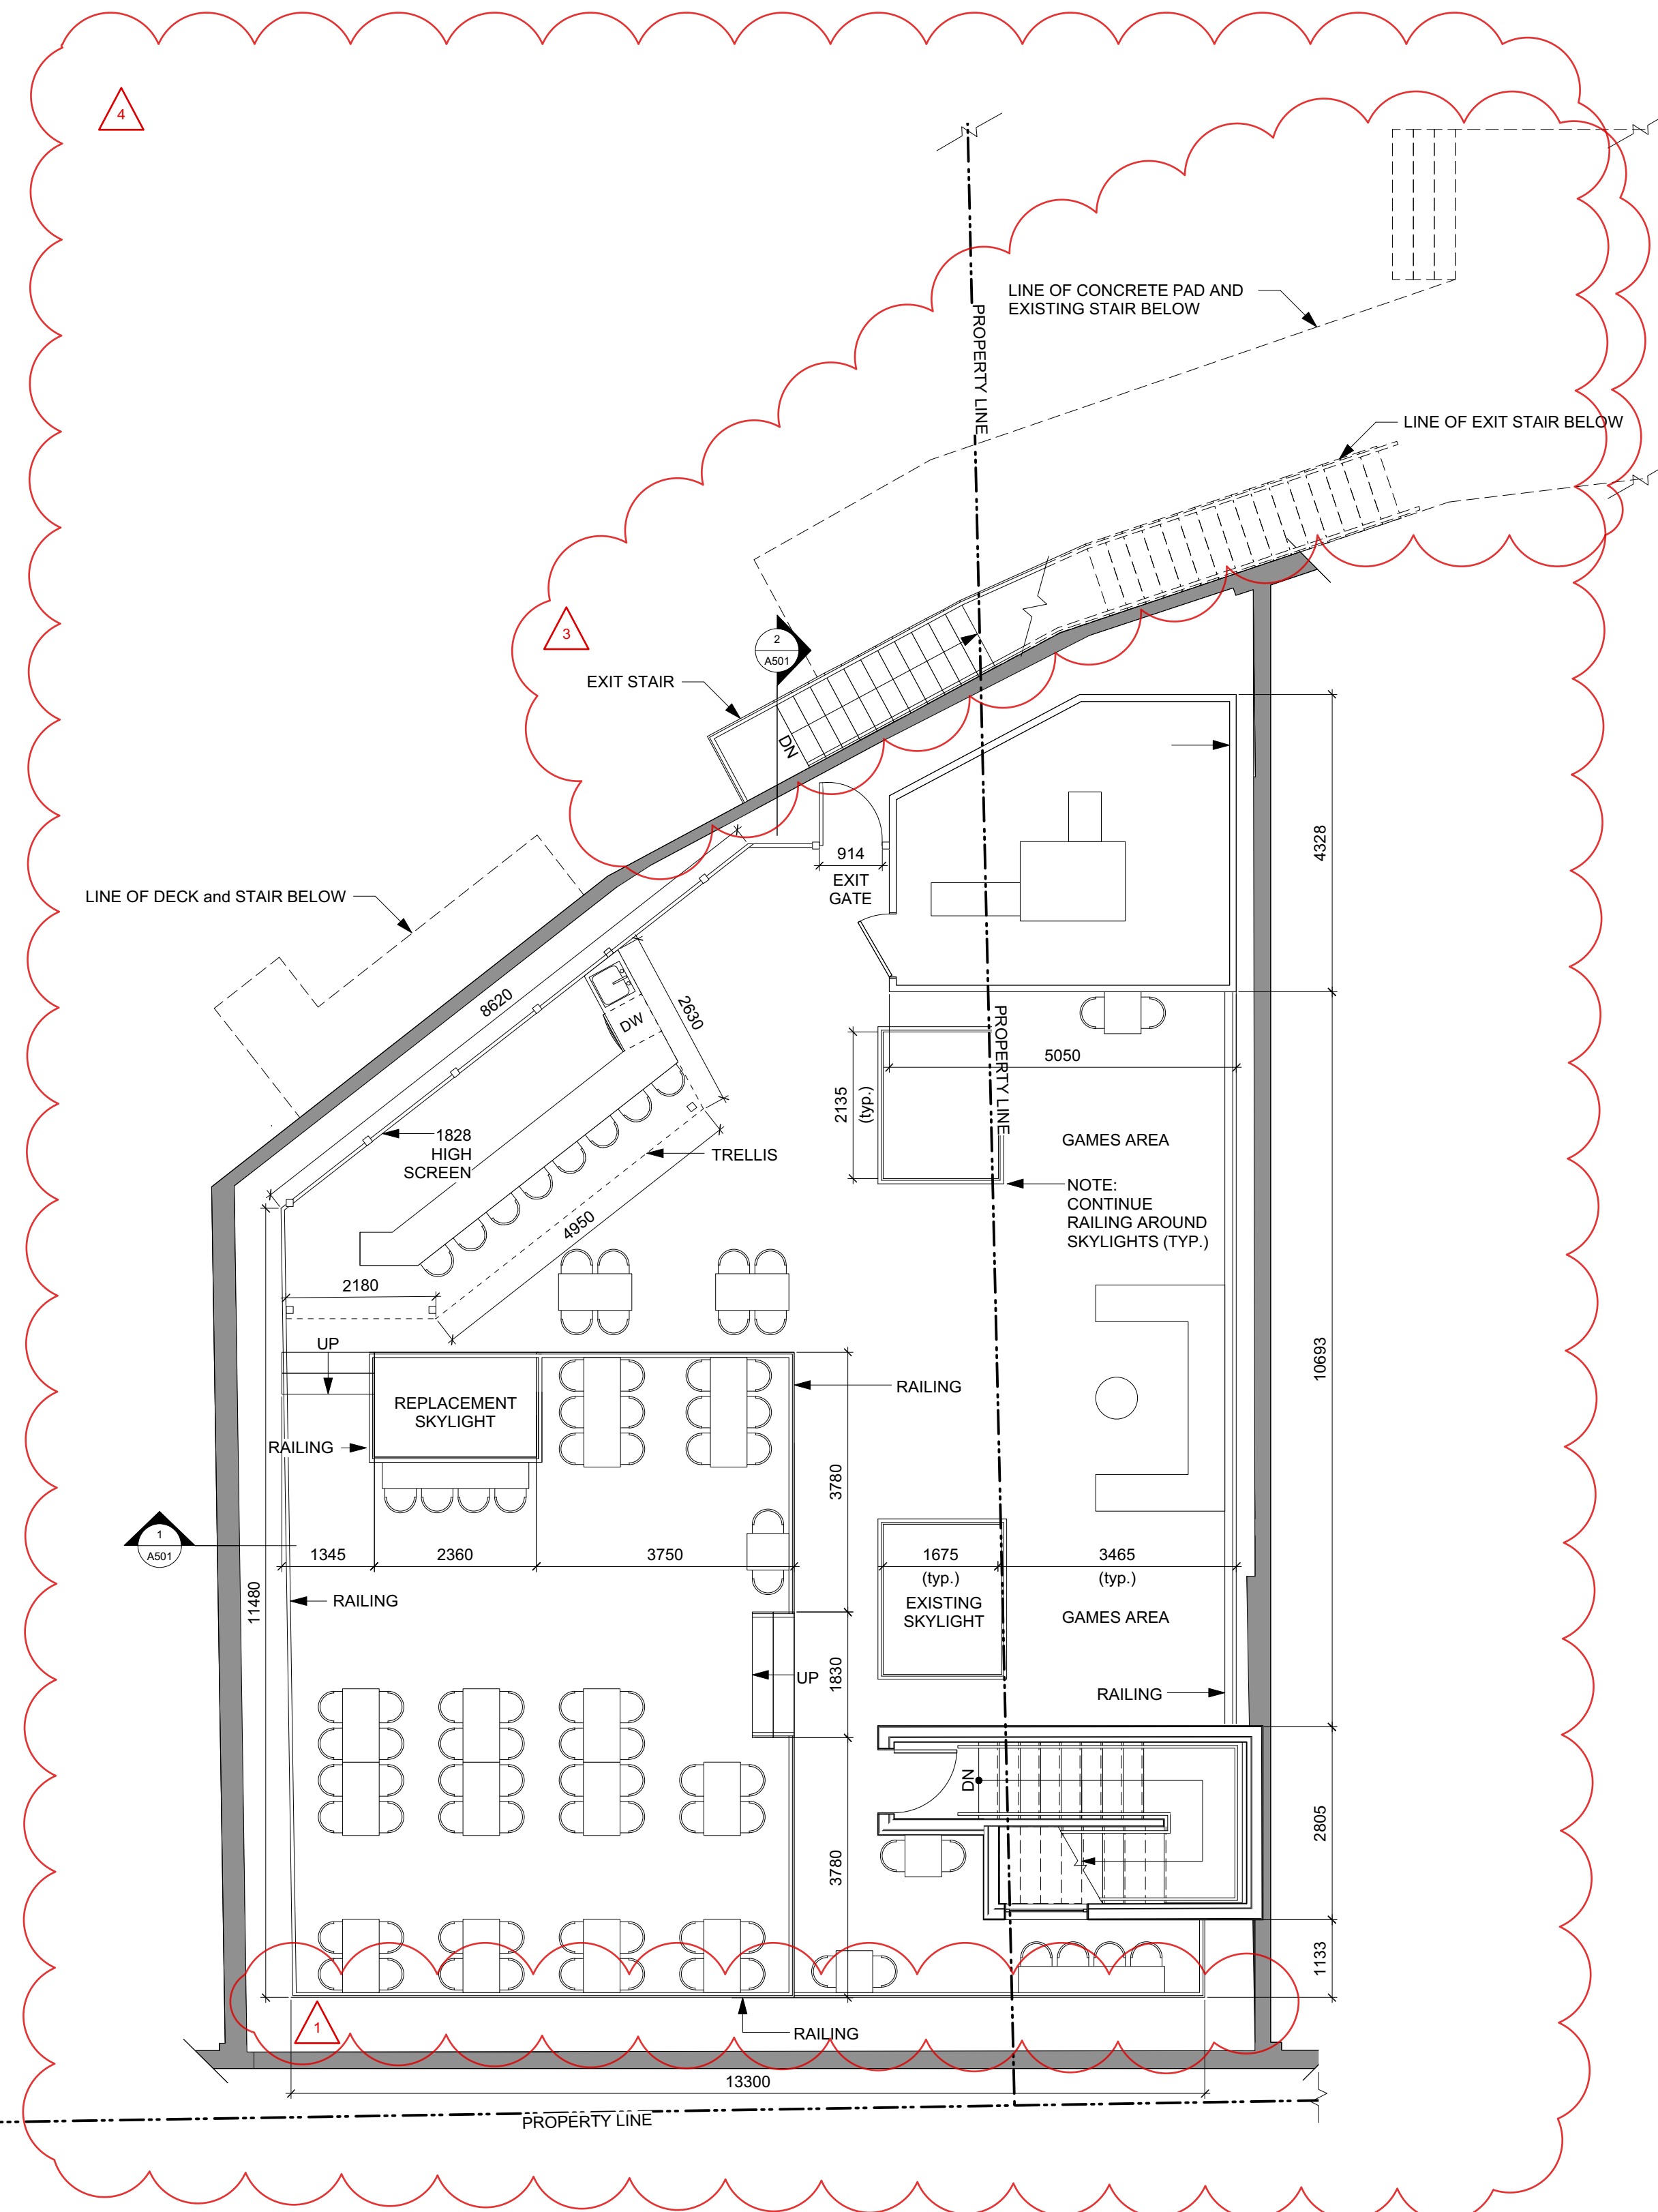 4
LINE OF CONCRETE PAD AND
EXISTING STAIR BELOW
PROPERTY LINE
LINE OF EXIT STAIR BELOW
3
2
A501
EXIT STAIR
DN
914
EXIT
GATE
4328
LINE OF DECK and STAIR BELOW
8620
DW
2630
PROPERTY LINE
5050
2135
(typ.)
1828
HIGH
SCREEN
TRELLIS
GAMES AREA
NOTE:
CONTINUE
RAILING AROUND
SKYLIGHTS (TYP.)
4950
2180
UP
10693
REPLACEMENT
SKYLIGHT
RAILING
RAILING
3780
1
A501
1345
2360
3750
1675
(typ.)
3465
(typ.)
11480
RAILING
EXISTING
SKYLIGHT
GAMES AREA
UP
1830
RAILING
DN
2805
3780
1133
1
RAILING
13300
PROPERTY LINE